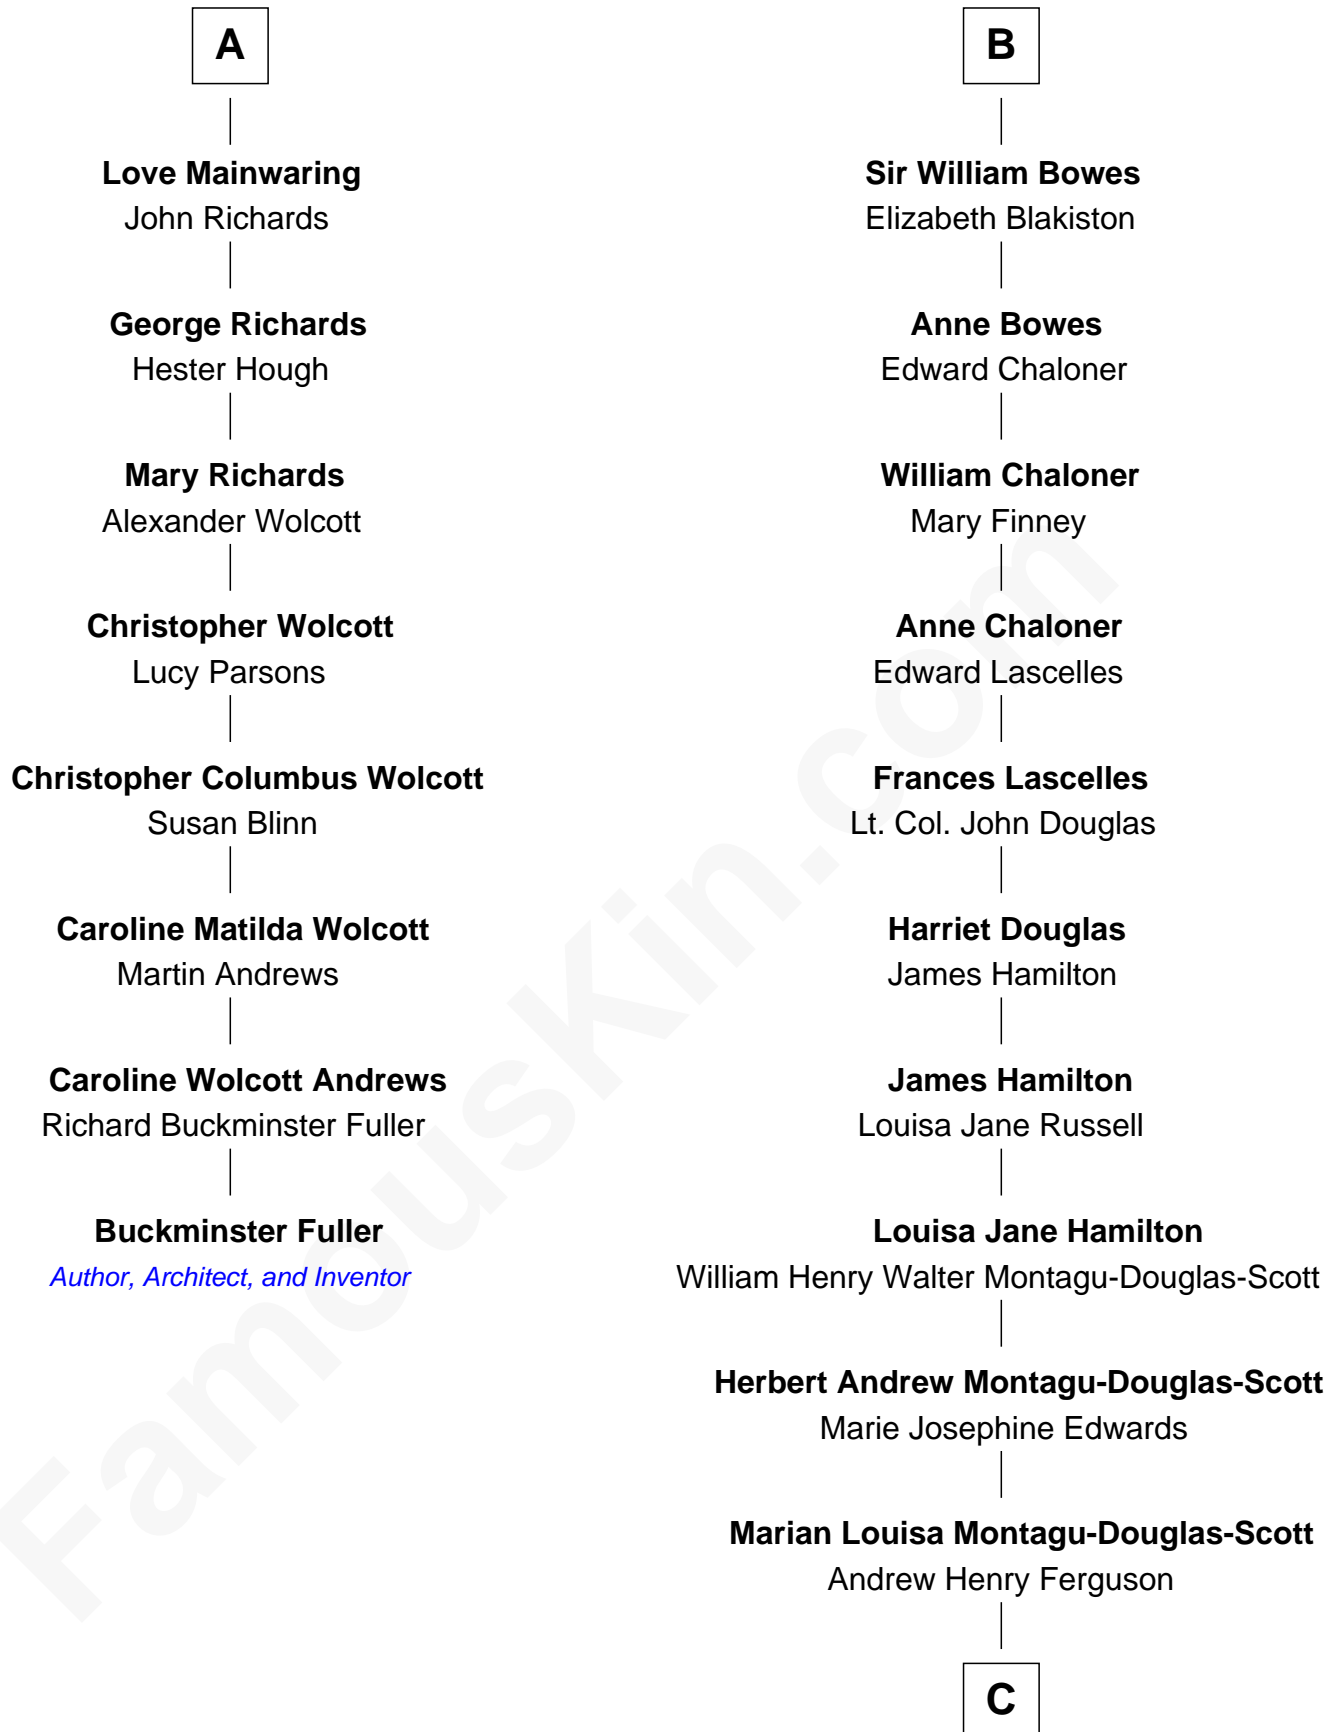 A
Love Mainwaring
John Richards
George Richards
Hester Hough
Mary Richards
Alexander Wolcott
Christopher Wolcott
Lucy Parsons
Christopher Columbus Wolcott
Susan Blinn
Caroline Matilda Wolcott
Martin Andrews
Caroline Wolcott Andrews
Richard Buckminster Fuller
Buckminster Fuller
Author, Architect, and Inventor
B
Sir William Bowes
Elizabeth Blakiston
Anne Bowes
Edward Chaloner
William Chaloner
Mary Finney
Anne Chaloner
Edward Lascelles
Frances Lascelles
Lt. Col. John Douglas
Harriet Douglas
James Hamilton
James Hamilton
Louisa Jane Russell
Louisa Jane Hamilton
William Henry Walter Montagu-Douglas-Scott
Herbert Andrew Montagu-Douglas-Scott
Marie Josephine Edwards
Marian Louisa Montagu-Douglas-Scott
Andrew Henry Ferguson
C
FamousKin.com